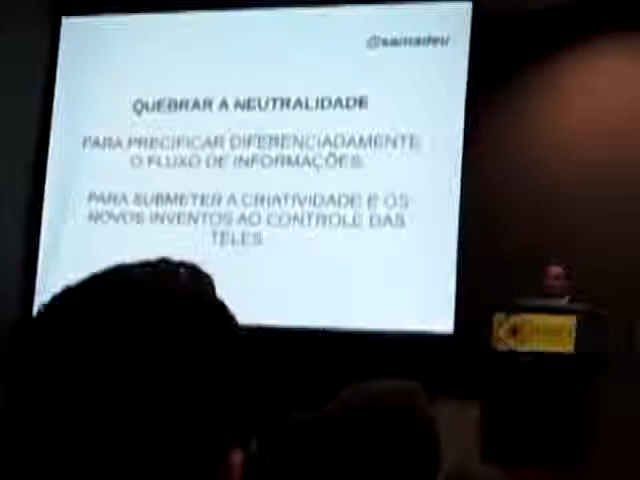 @samadeu
QUEBRAR A NEUTRALIDADE
PARA PRECIFICAR DIFERENCIADAMENTE
O FLUXO DE INFORMAÇÕES.
PARA SUBMETER A CRIATIVIDADE E OS
NOVOS INVENTOS AO CONTROLE DAS
TELES